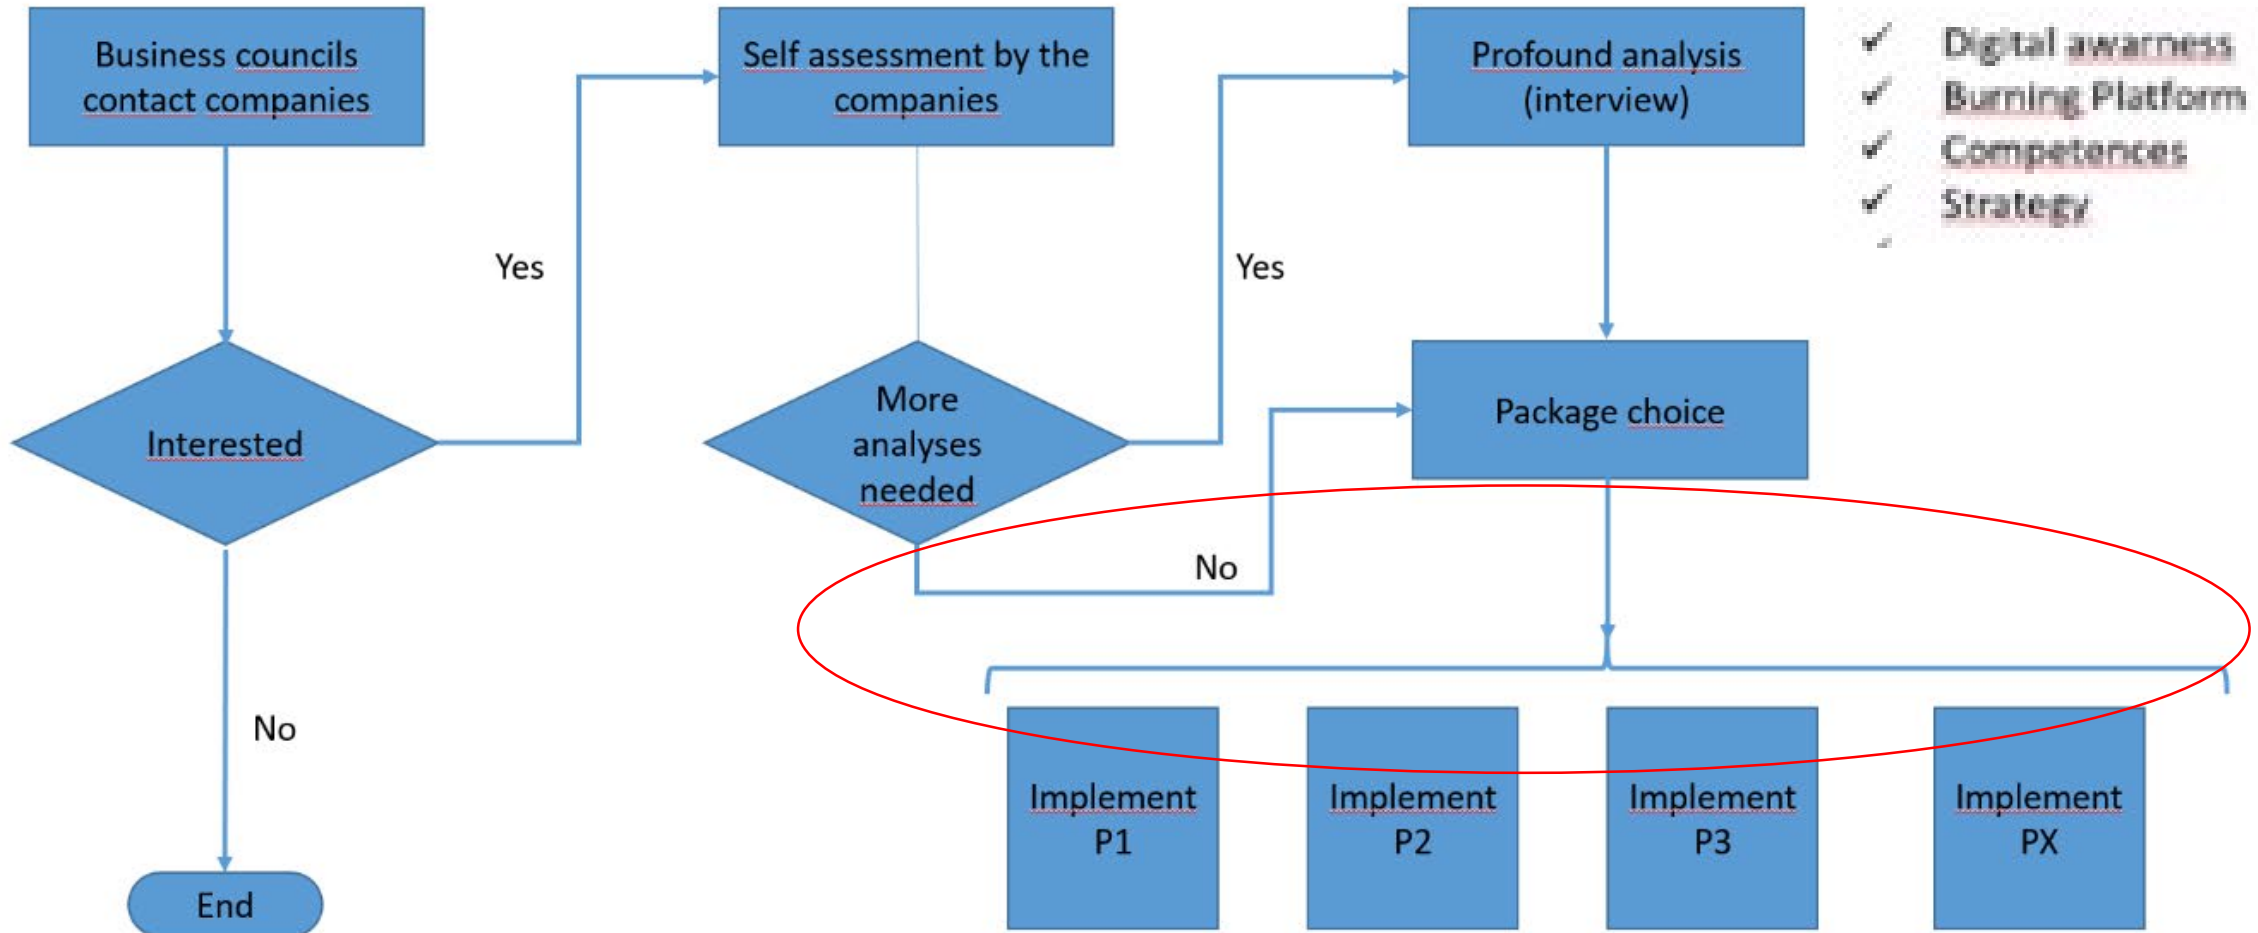 Business councils
contact companies
Self assessment by the
companies
Profound analysis
(interview)
✓ Digital awarness
✓ Burning Platform
✓ Competences
✓ Strategy
Yes
Yes
Interested
More
analyses
needed
Package choice
No
No
Implement
P1
Implement
P2
Implement
P3
Implement
PX
End